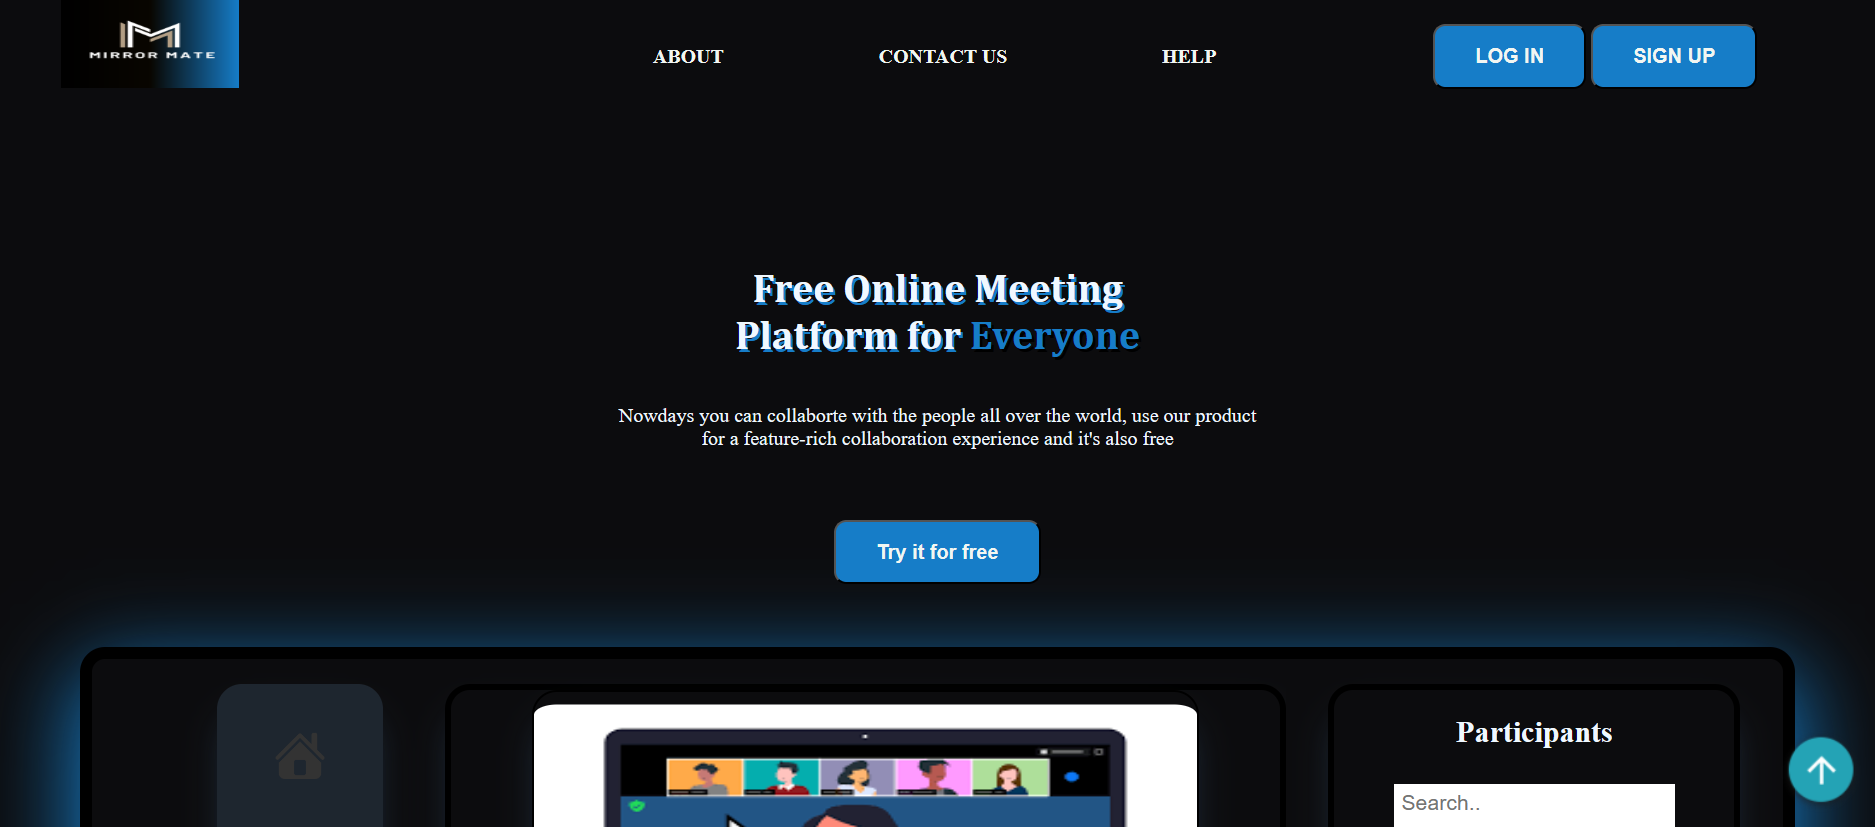 MIRROR MATE
ABOUT
CONTACT US
HELP
LOG IN
SIGN UP
Free Online Meeting
Platform for Everyone
Nowdays you can collaborte with the people all over the world, use our product
for a feature-rich collaboration experience and it's also free
Try it for free
Participants
Search..